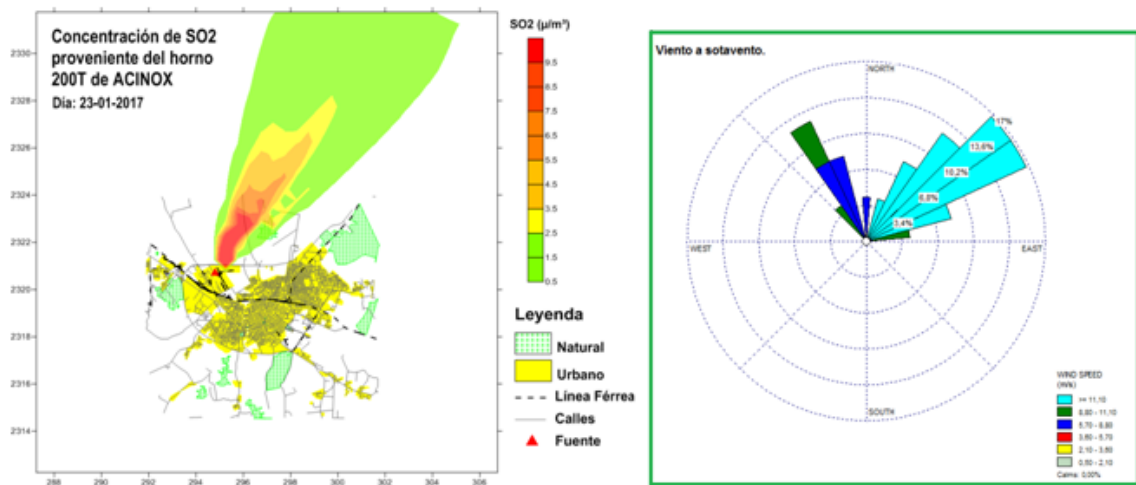 Concentración de SO2
proveniente del horno
200T de ACINOX
Día: 23-01-2017
2330
2328
2326
2324
2322
2320
2318
2316
2314
288 290 292 294 296 298 300 302 304 306
SO2 (µ/m³)
9.5
7.5
6.5
5.5
4.5
3.5
2.5
1.5
0.5
Leyenda
Natural
Urbano
Línea Férrea
Calles
Fuente
Viento a sotavento.
NORTH
17%
13,6%
10,2%
6,8%
3,4%
WEST
EAST
SOUTH
WIND SPEED
(m/s)
>= 11,10
8,80 - 11,10
5,70 - 8,80
3,60 - 5,70
2,10 - 3,60
0,50 - 2,10
Calms: 0,00%